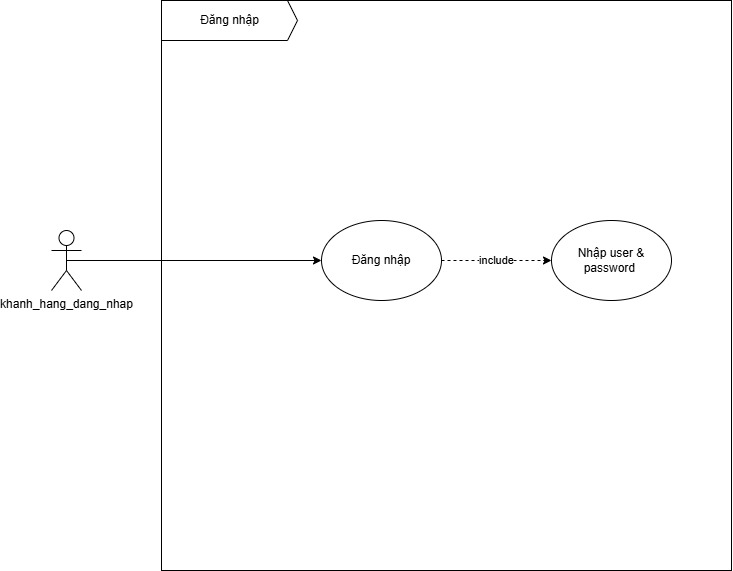 Đăng nhập
khanh_hang_dang_nhap
Đăng nhập
include
Nhập user &
password